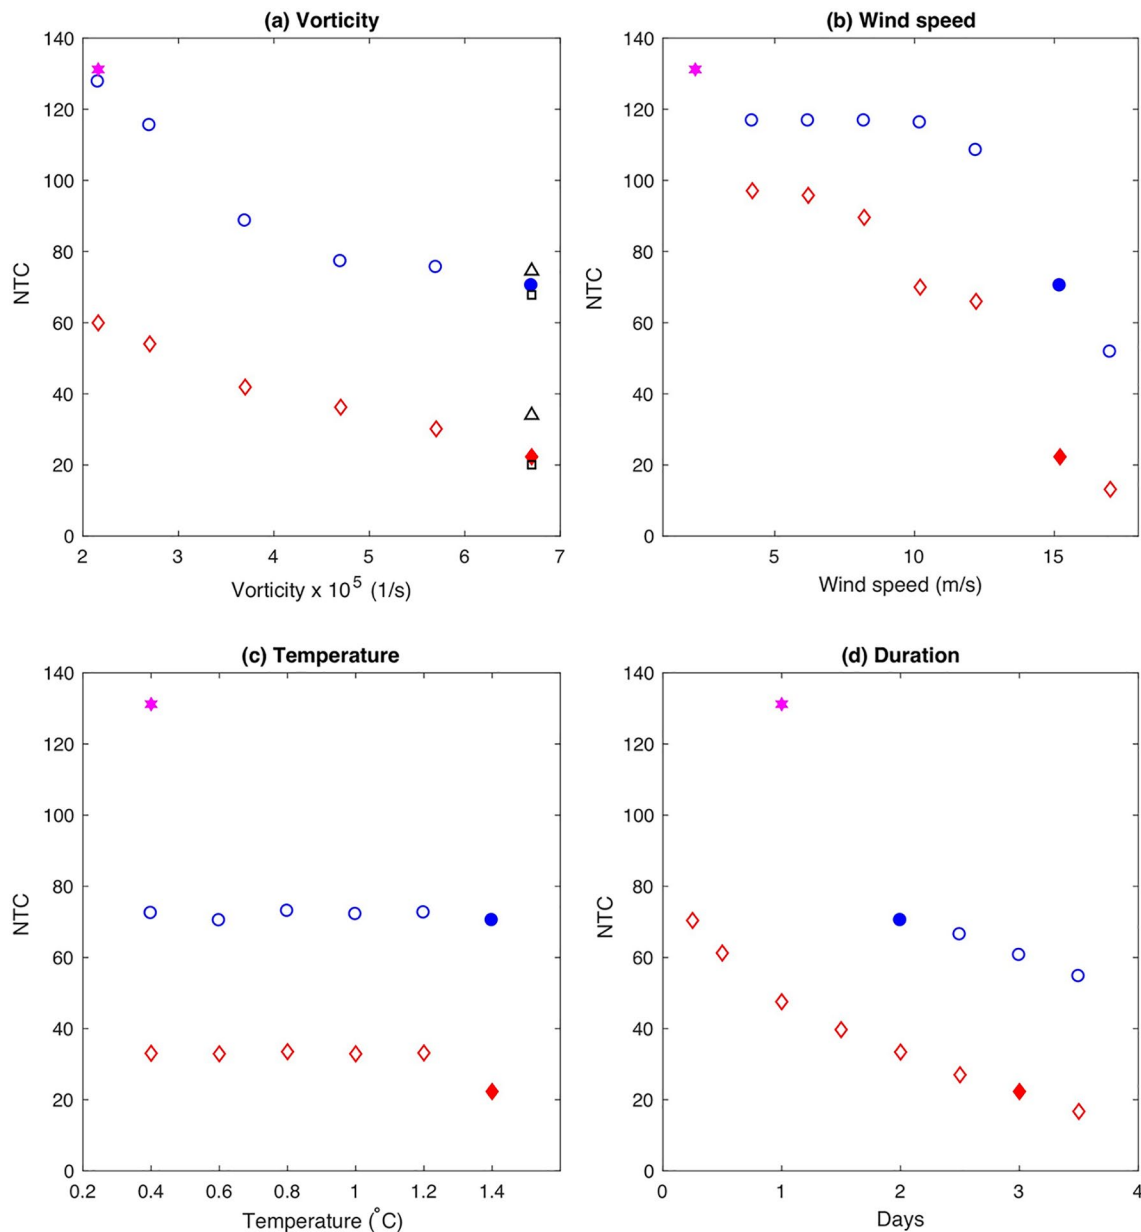 (a) Vorticity
140
120
100
80
60
40
20
0
NTC
2 3 4 5 6 7
Vorticity x 10^5 (1/s)
(b) Wind speed
140
120
100
80
60
40
20
0
NTC
5 10 15
Wind speed (m/s)
(c) Temperature
140
120
100
80
60
40
20
0
NTC
0.2 0.4 0.6 0.8 1 1.2 1.4
Temperature (°C)
(d) Duration
140
120
100
80
60
40
20
0
NTC
0 1 2 3 4
Days